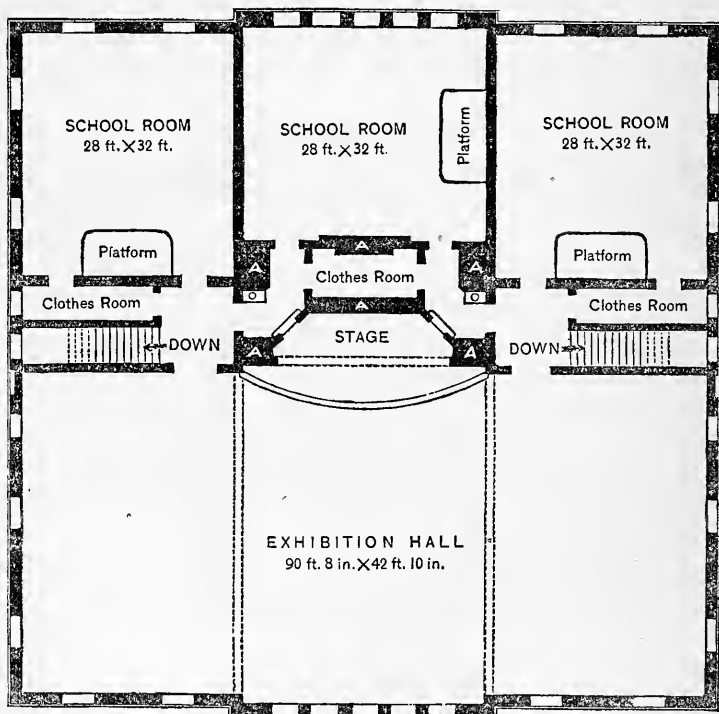 SCHOOL ROOM
28 ft. X 32 ft.
Platform
SCHOOL ROOM
28 ft. X 32 ft.
Platform
SCHOOL ROOM
28 ft. X 32 ft.
Platform
A
A
A
Clothes Room
Clothes Room
Clothes Room
A
O
O
DOWN
STAGE
DOWN
A
A
EXHIBITION HALL
90 ft. 8 in. X 42 ft. 10 in.